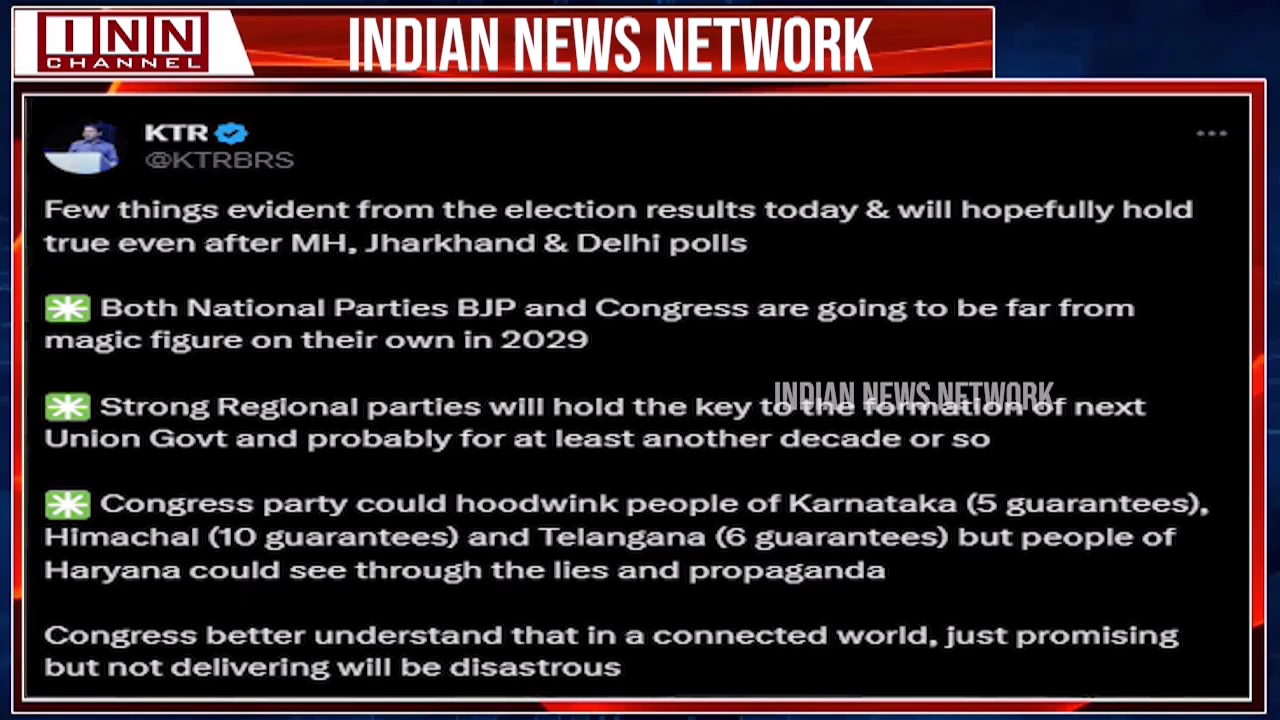 INN
CHANNEL
INDIAN NEWS NETWORK
KTR
@KTRBRS
Few things evident from the election results today & will hopefully hold
true even after MH, Jharkhand & Delhi polls
✳️ Both National Parties BJP and Congress are going to be far from
magic figure on their own in 2029
INDIAN NEWS NETWORK
✳️ Strong Regional parties will hold the key to the formation of next
Union Govt and probably for at least another decade or so
✳️ Congress party could hoodwink people of Karnataka (5 guarantees),
Himachal (10 guarantees) and Telangana (6 guarantees) but people of
Haryana could see through the lies and propaganda
Congress better understand that in a connected world, just promising
but not delivering will be disastrous